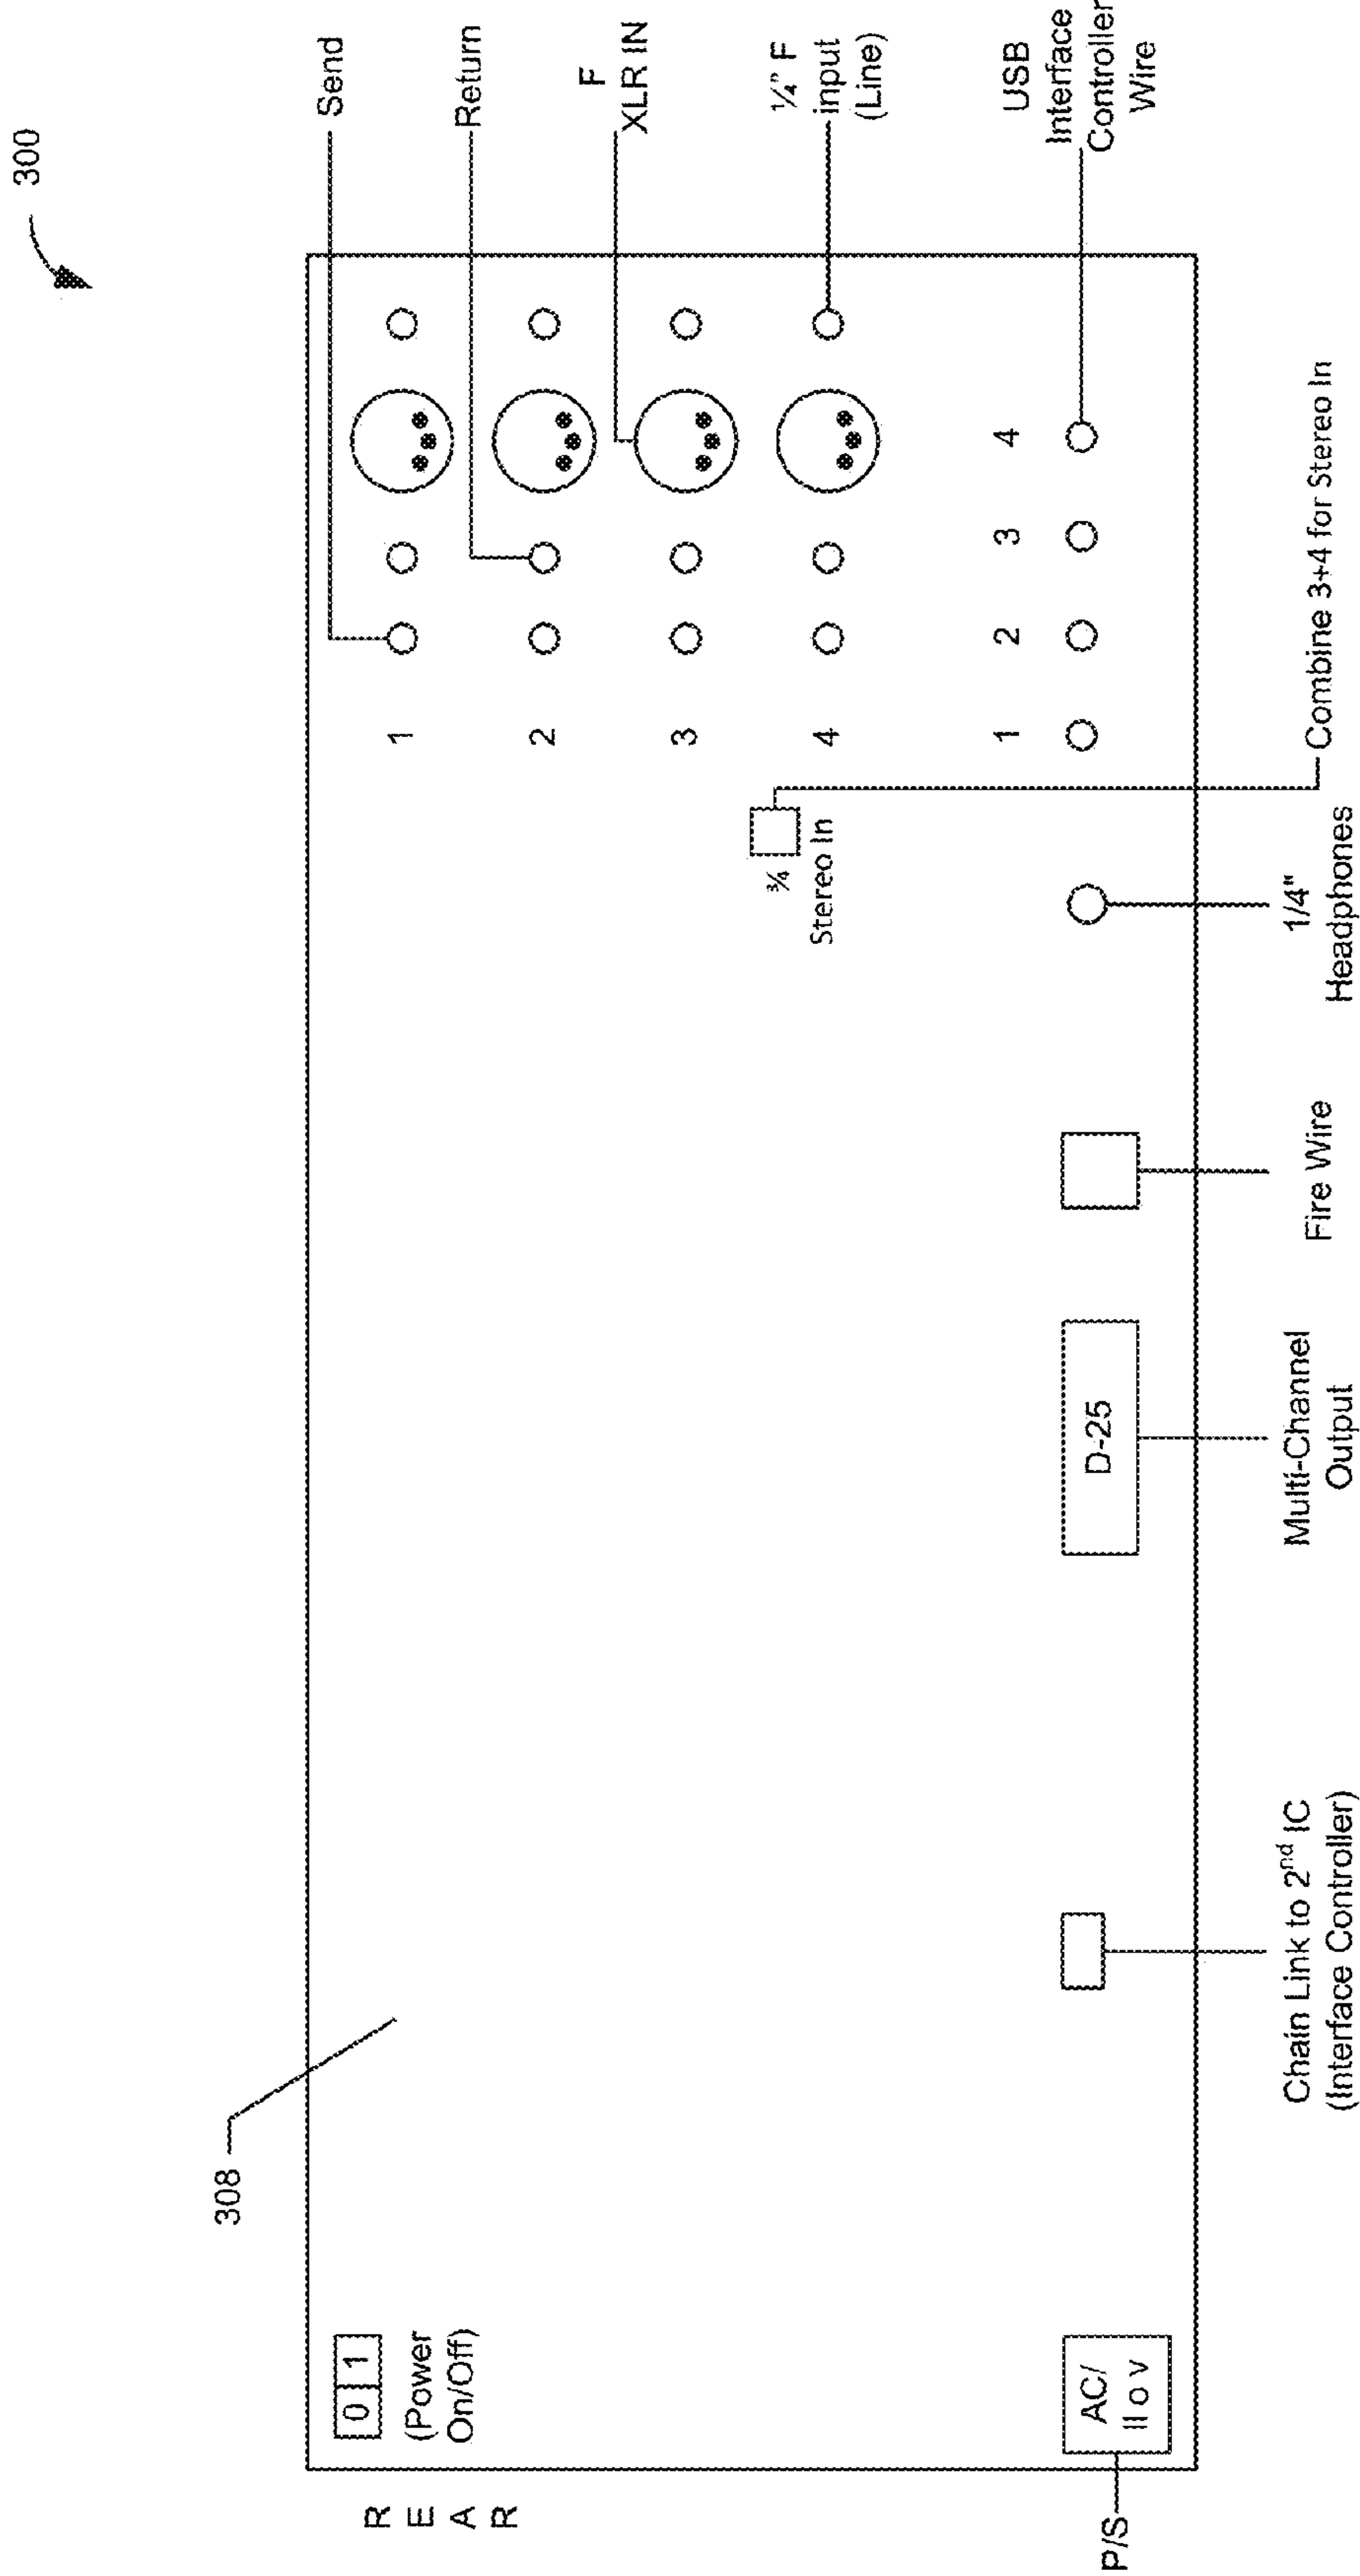 300
308
R
E
A
R
0 1
(Power
On/Off)
Send
Return
F
XLR IN
¼" F
input
(Line)
USB
Interface
Controller
Wire
1
2
3
4
¾
Stereo In
1 2 3 4
AC/
II o v
P/S
D-25
Chain Link to 2nd IC
(Interface Controller)
Multi-Channel
Output
Fire Wire
1/4"
Headphones
Combine 3+4 for Stereo In